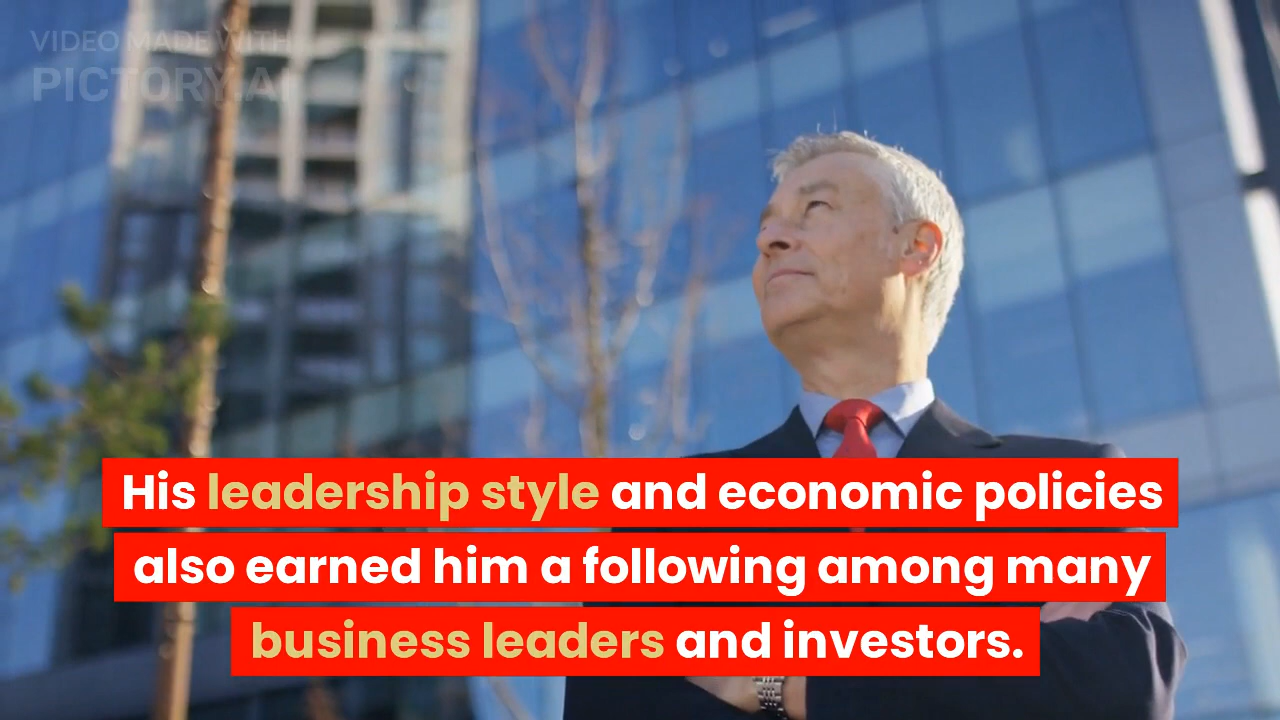 VIDEO MADE WITH
PICTORY.AI
His leadership style and economic policies
also earned him a following among many
business leaders and investors.